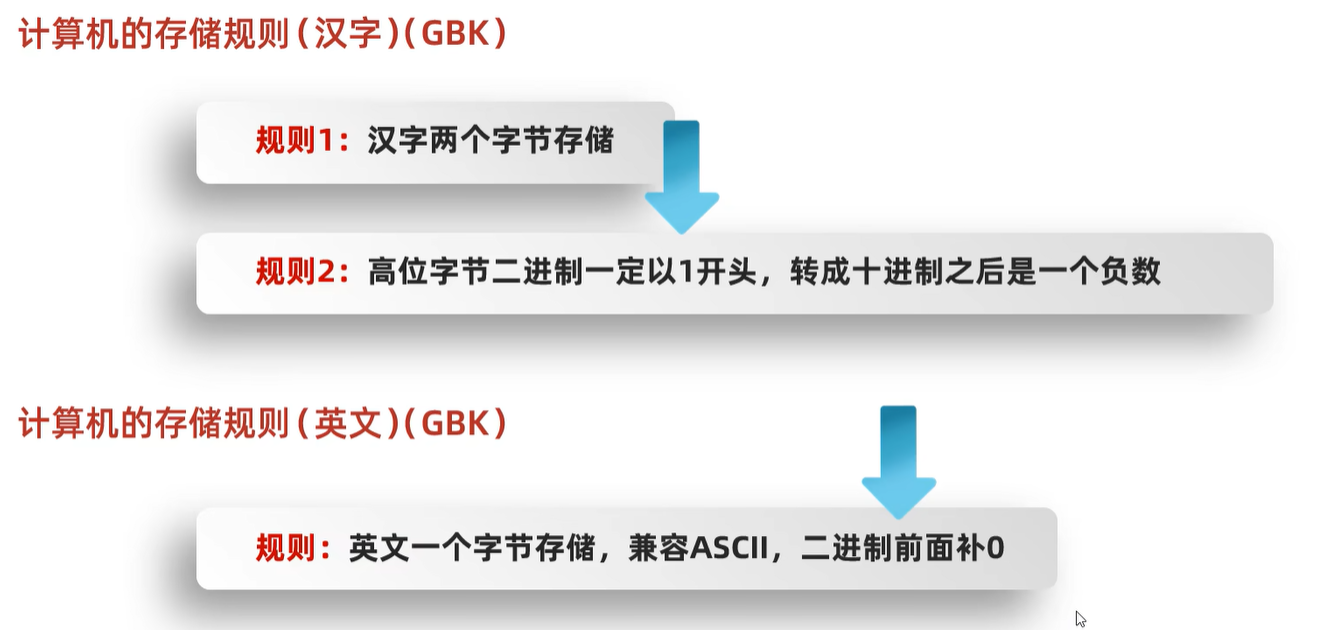 计算机的存储规则(汉字)(GBK)
规则1：汉字两个字节存储
规则2：高位字节二进制一定以1开头，转成十进制之后是一个负数
计算机的存储规则(英文)(GBK)
规则：英文一个字节存储，兼容ASCII，二进制前面补0